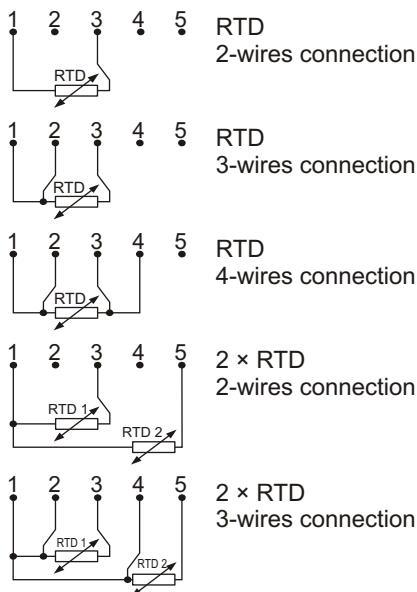 1 2 3 4 5
RTD
2-wires connection
RTD
1 2 3 4 5
RTD
3-wires connection
RTD
1 2 3 4 5
RTD
4-wires connection
RTD
1 2 3 4 5
2 × RTD
2-wires connection
RTD 1
RTD 2
1 2 3 4 5
2 × RTD
3-wires connection
RTD 1
RTD 2